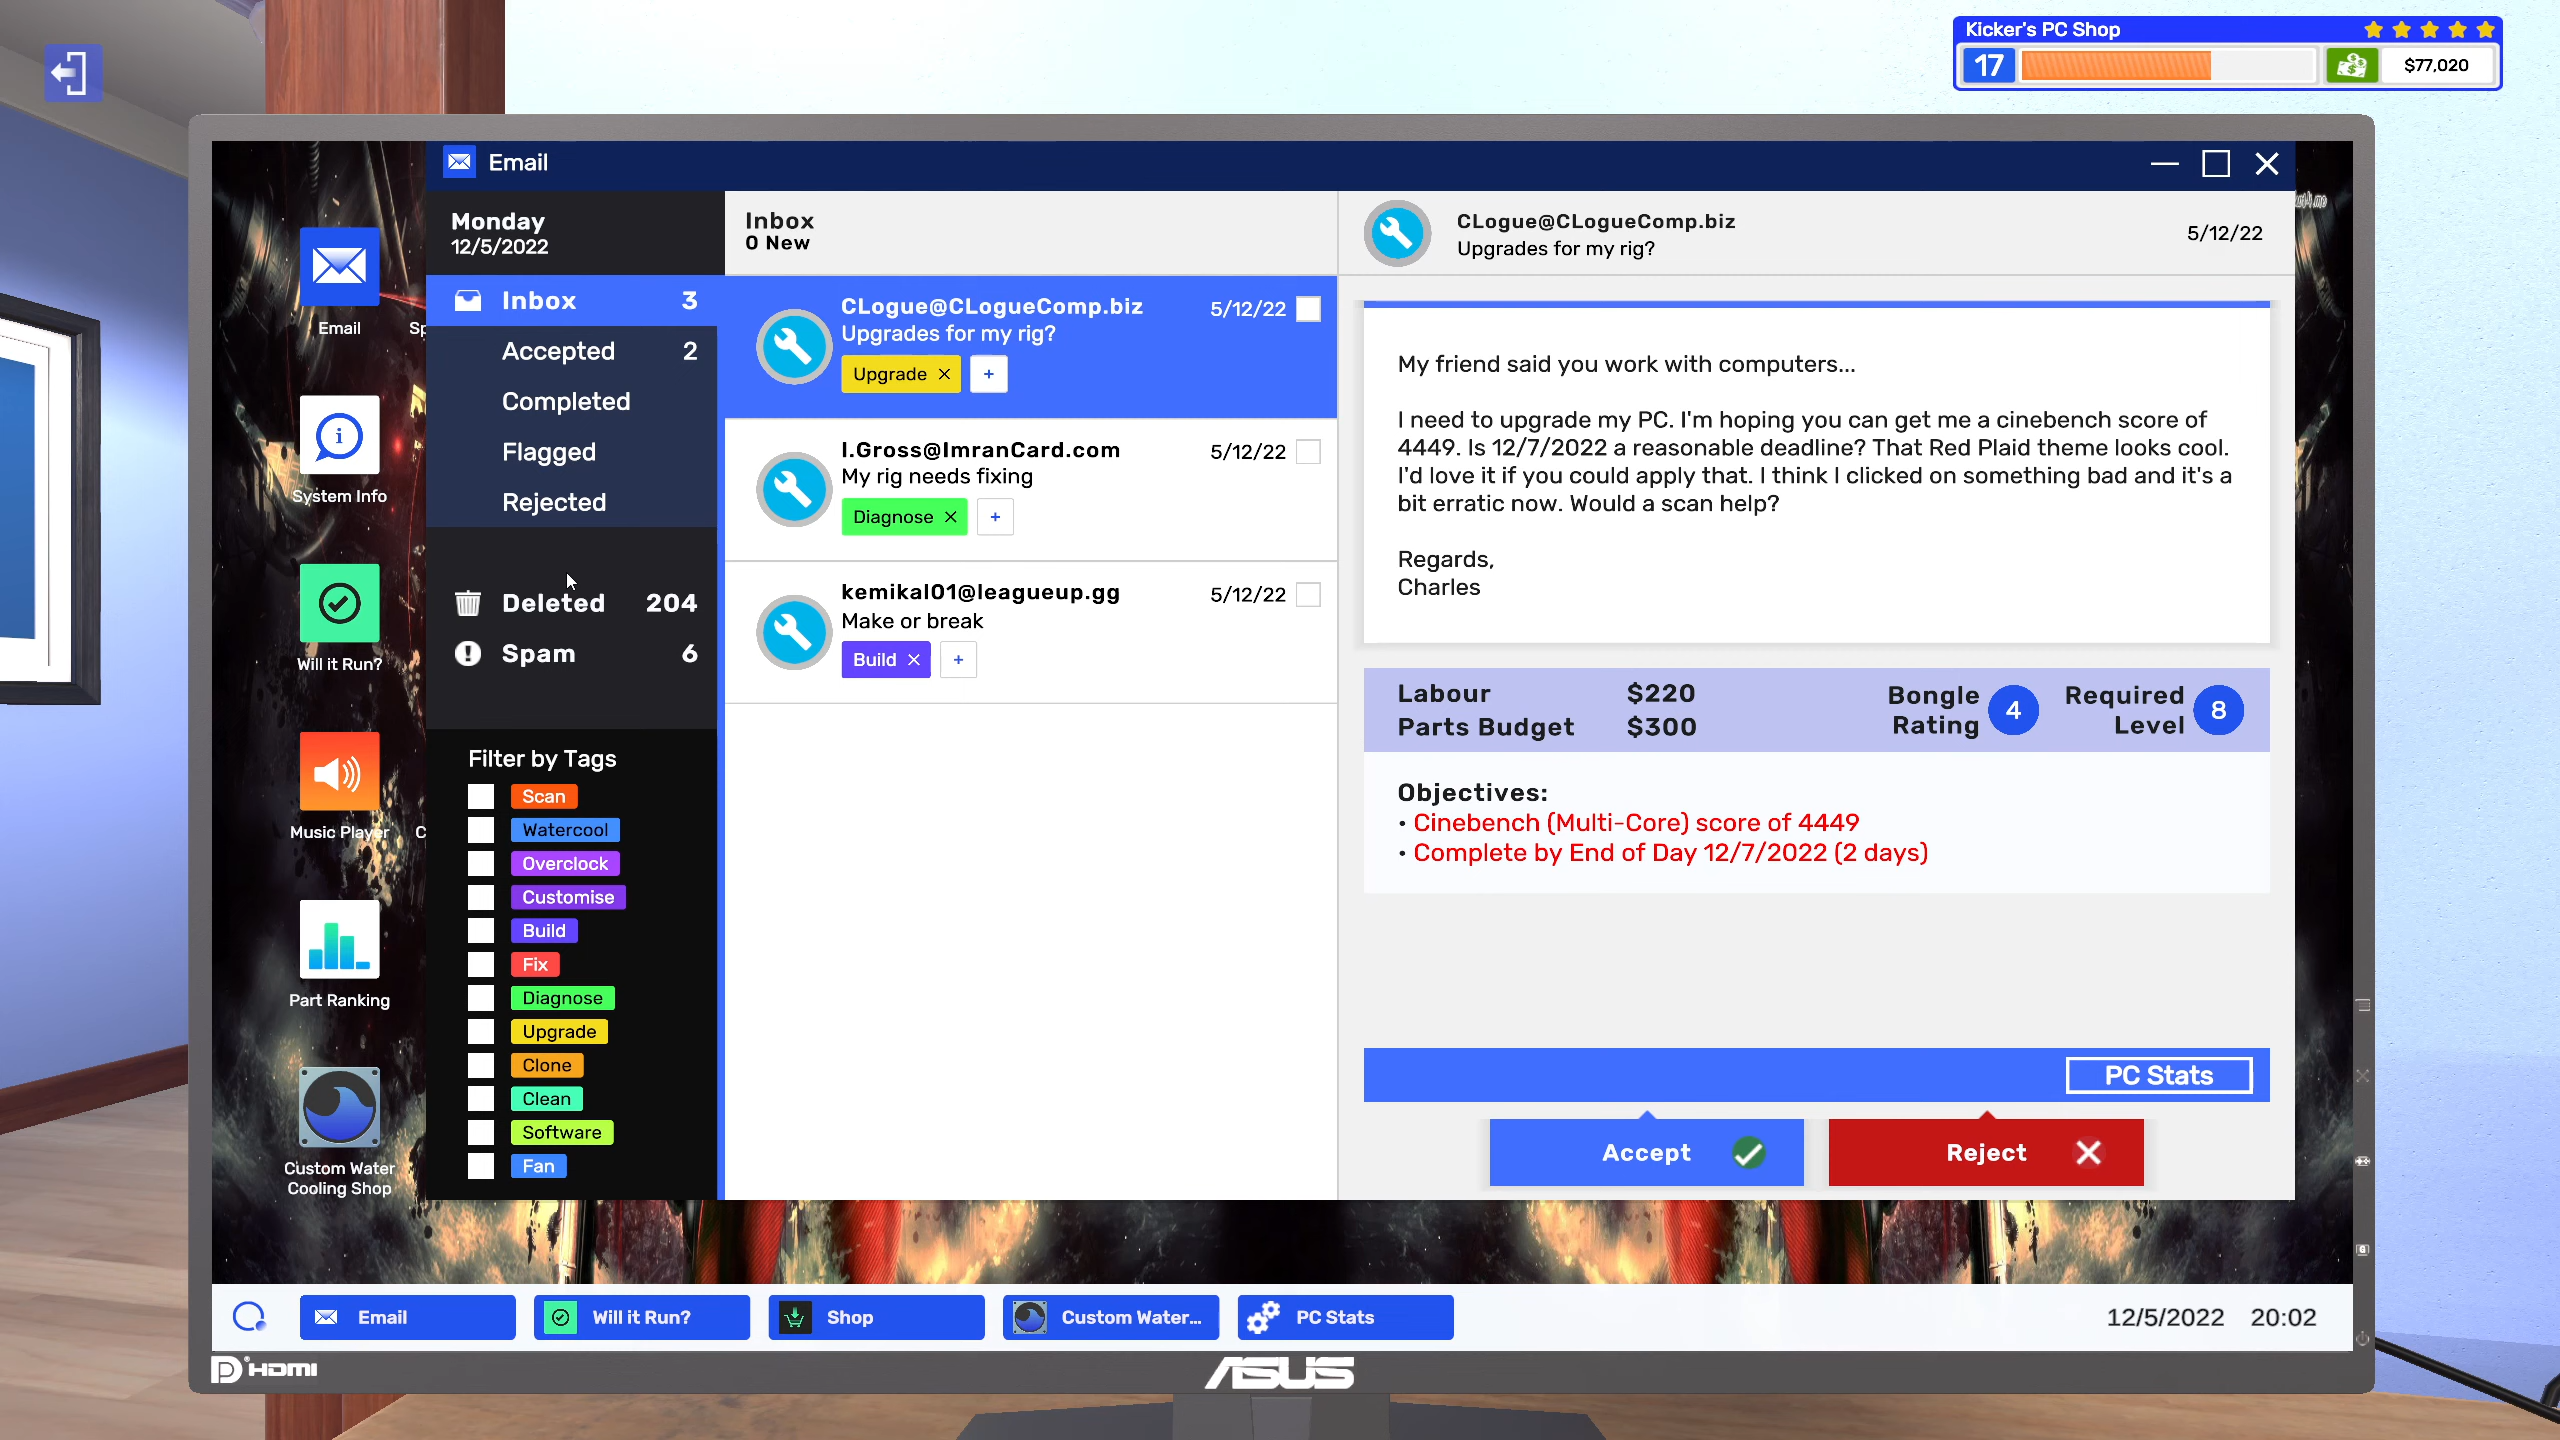 Kicker's PC Shop
17
$77,020
Email
Monday
12/5/2022
Inbox 3
Accepted 2
Completed
Flagged
Rejected
Deleted 204
Spam 6
Filter by Tags
Scan
Watercool
Overclock
Customise
Build
Fix
Diagnose
Upgrade
Clone
Clean
Software
Fan
Email
Sp
System Info
Will it Run?
Music Player
C
Part Ranking
Custom Water
Cooling Shop
Inbox
0 New
CLogue@CLogueComp.biz 5/12/22
Upgrades for my rig?
Upgrade × +
I.Gross@ImranCard.com 5/12/22
My rig needs fixing
Diagnose × +
kemikal01@leagueup.gg 5/12/22
Make or break
Build × +
CLogue@CLogueComp.biz
Upgrades for my rig?
5/12/22
My friend said you work with computers...
I need to upgrade my PC. I'm hoping you can get me a cinebench score of
4449. Is 12/7/2022 a reasonable deadline? That Red Plaid theme looks cool.
I'd love it if you could apply that. I think I clicked on something bad and it's a
bit erratic now. Would a scan help?
Regards,
Charles
Labour $220
Parts Budget $300
Bongle
Rating 4
Required
Level 8
Objectives:
• Cinebench (Multi-Core) score of 4449
• Complete by End of Day 12/7/2022 (2 days)
PC Stats
Accept
Reject
Email
Will it Run?
Shop
Custom Water...
PC Stats
12/5/2022 20:02
HDMI
ASUS